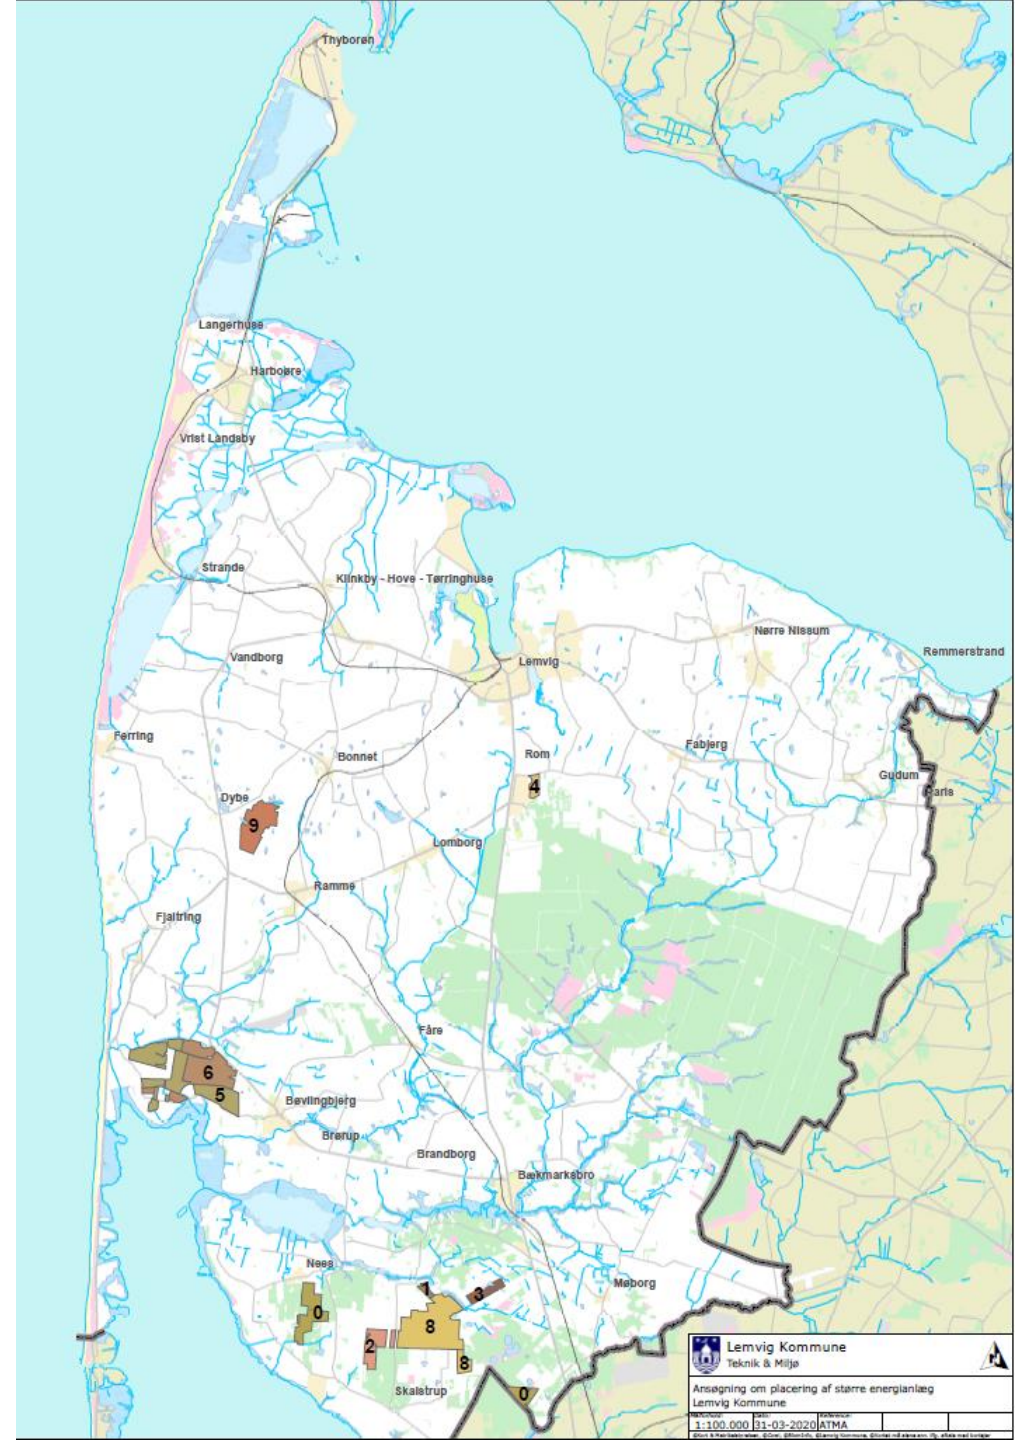 Thyborøn
Langerhuse
Harboøre
Vrist Landsby
Strande
Klinkby - Hove - Tørringhuse
Nørre Nissum
Remmerstrand
Vandborg
Lemvig
Ferring
Bonnet
Rom
Fabjerg
Gudum
Dybe
4
9
Lomborg
Ramme
Fjaltring
Fåre
6
5
Bøvlingbjerg
Brørup
Brandborg
Bækmarksbro
Nees
Møborg
1
3
0
8
2
8
Skalstrup
0
Lemvig Kommune
Teknik & Miljø
Ansøgning om placering af større energianlæg
Lemvig Kommune
1:100.000 31-03-2020 ATMA